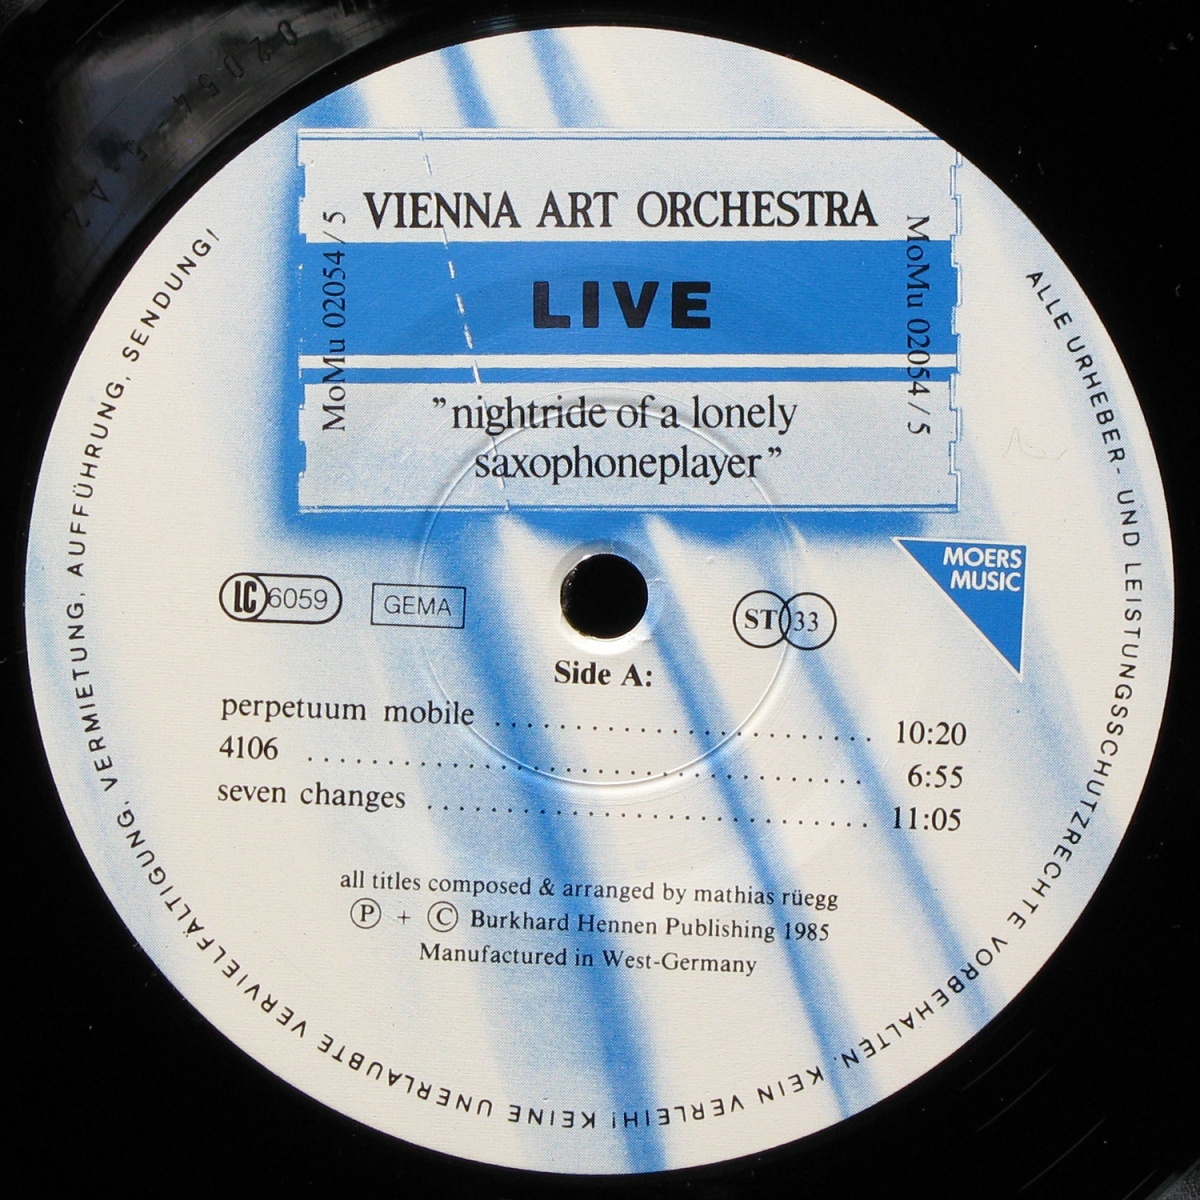 VIENNA ART ORCHESTRA
LIVE
"nightride of a lonely
saxophoneplayer"
MoMu 02054/5
MoMu 02054/5
LC 6059
GEMA
ST 33
MOERS
MUSIC
Side A:
perpetuum mobile .......................... 10:20
4106 .......................... 6:55
seven changes .......................... 11:05
all titles composed & arranged by mathias rüegg
Ⓟ + Ⓒ Burkhard Hennen Publishing 1985
Manufactured in West-Germany
ALLE URHEBER- UND LEISTUNGSSCHUTZRECHTE VORBEHALTEN. KEIN VERLEIH! KEINE UNERLAUBTE VERVIELFÄLTIGUNG, VERMIETUNG, AUFFÜHRUNG, SENDUNG!